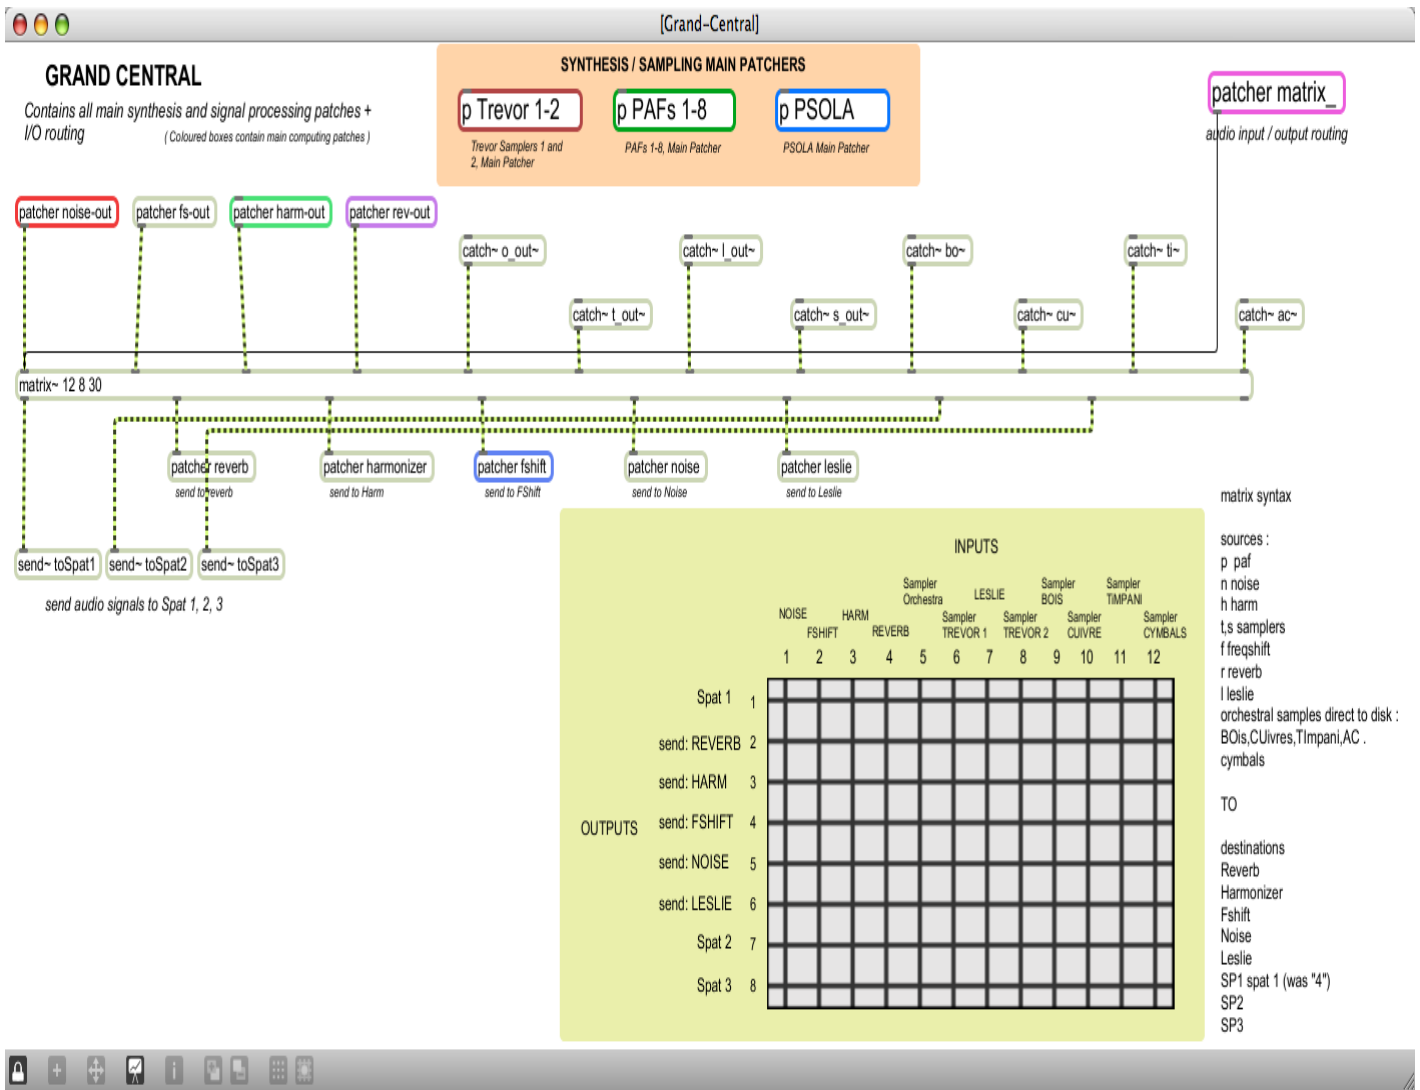 [Grand-Central]
GRAND CENTRAL
Contains all main synthesis and signal processing patches +
I/O routing
( Coloured boxes contain main computing patches )
SYNTHESIS / SAMPLING MAIN PATCHERS
p Trevor 1-2
p PAFs 1-8
p PSOLA
Trevor Samplers 1 and
2, Main Patcher
PAFs 1-8, Main Patcher
PSOLA Main Patcher
patcher matrix_
audio input / output routing
patcher noise-out
patcher fs-out
patcher harm-out
patcher rev-out
catch~ o_out~
catch~ l_out~
catch~ bo~
catch~ ti~
catch~ t_out~
catch~ s_out~
catch~ cu~
catch~ ac~
matrix~ 12 8 30
patcher reverb
patcher harmonizer
patcher fshift
patcher noise
patcher leslie
send to reverb
send to Harm
send to FShift
send to Noise
send to Leslie
send~ toSpat1
send~ toSpat2
send~ toSpat3
send audio signals to Spat 1, 2, 3
INPUTS
NOISE
FSHIFT
HARM
REVERB
Sampler
Orchestra
Sampler
TREVOR 1
LESLIE
Sampler
TREVOR 2
Sampler
BOIS
Sampler
CUIVRE
Sampler
TiMPANI
Sampler
CYMBALS
1 2 3 4 5 6 7 8 9 10 11 12
OUTPUTS
Spat 1 1
send: REVERB 2
send: HARM 3
send: FSHIFT 4
send: NOISE 5
send: LESLIE 6
Spat 2 7
Spat 3 8
matrix syntax
sources :
p paf
n noise
h harm
t,s samplers
f freqshift
r reverb
l leslie
orchestral samples direct to disk :
BOis,CUivres,TImpani,AC .
cymbals
TO
destinations
Reverb
Harmonizer
Fshift
Noise
Leslie
SP1 spat 1 (was "4")
SP2
SP3